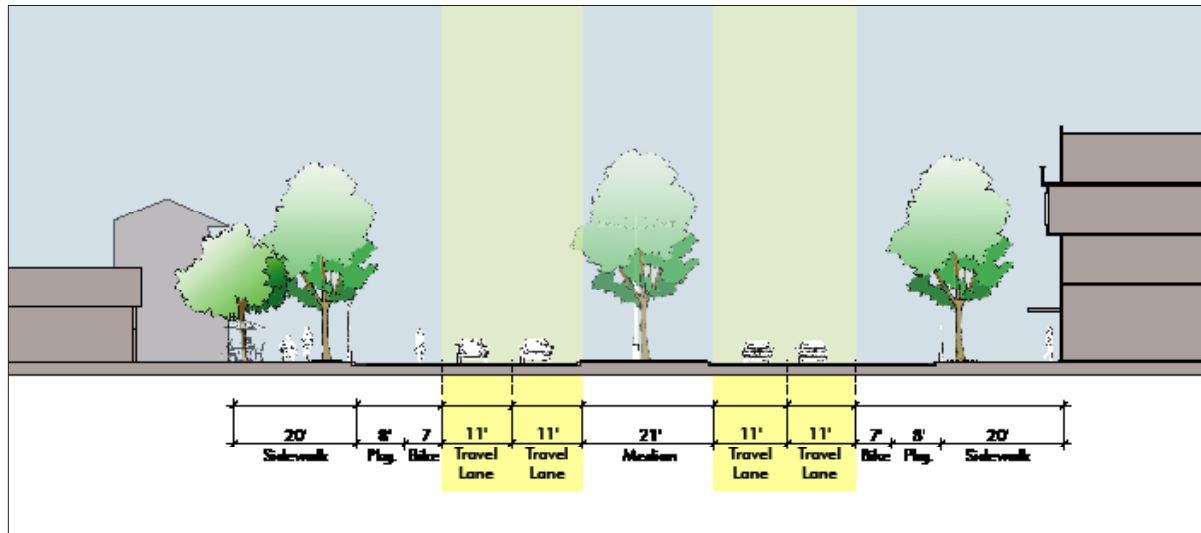 20' 8' 7 11' 11' 21' 11' 11' 7' 8' 20'
Sidewalk Pkg. Bike Travel Travel Median Travel Travel Bike Pkg. Sidewalk
Lane Lane Lane Lane